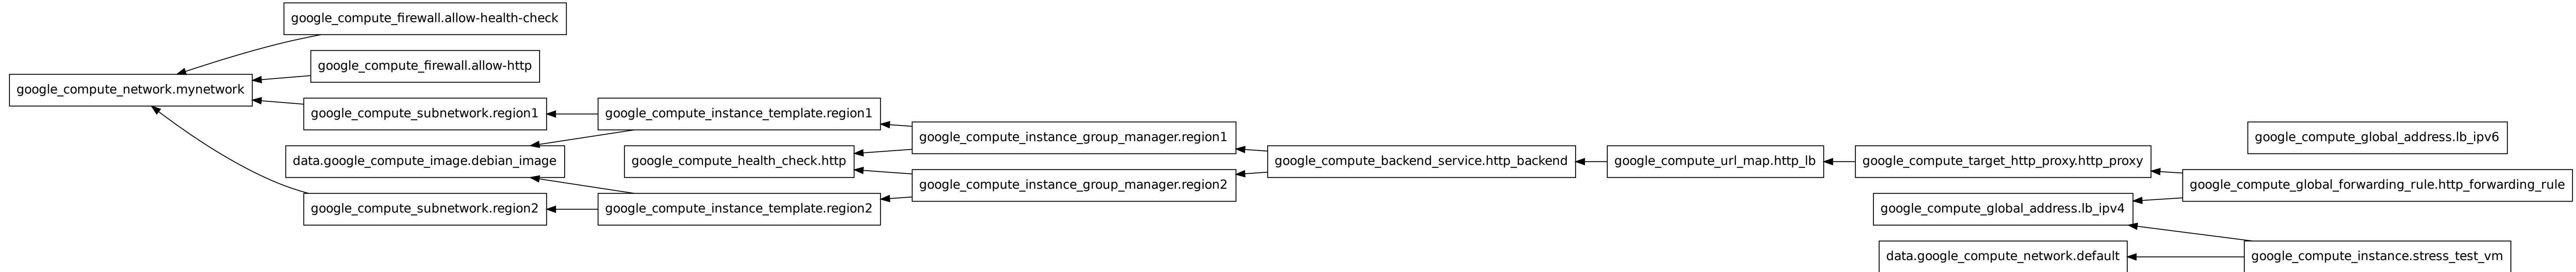 google_compute_firewall.allow-health-check
google_compute_firewall.allow-http
google_compute_network.mynetwork
google_compute_subnetwork.region1
google_compute_instance_template.region1
google_compute_instance_group_manager.region1
google_compute_global_address.lb_ipv6
data.google_compute_image.debian_image
google_compute_health_check.http
google_compute_backend_service.http_backend
google_compute_url_map.http_lb
google_compute_target_http_proxy.http_proxy
google_compute_instance_group_manager.region2
google_compute_global_forwarding_rule.http_forwarding_rule
google_compute_subnetwork.region2
google_compute_instance_template.region2
google_compute_global_address.lb_ipv4
data.google_compute_network.default
google_compute_instance.stress_test_vm